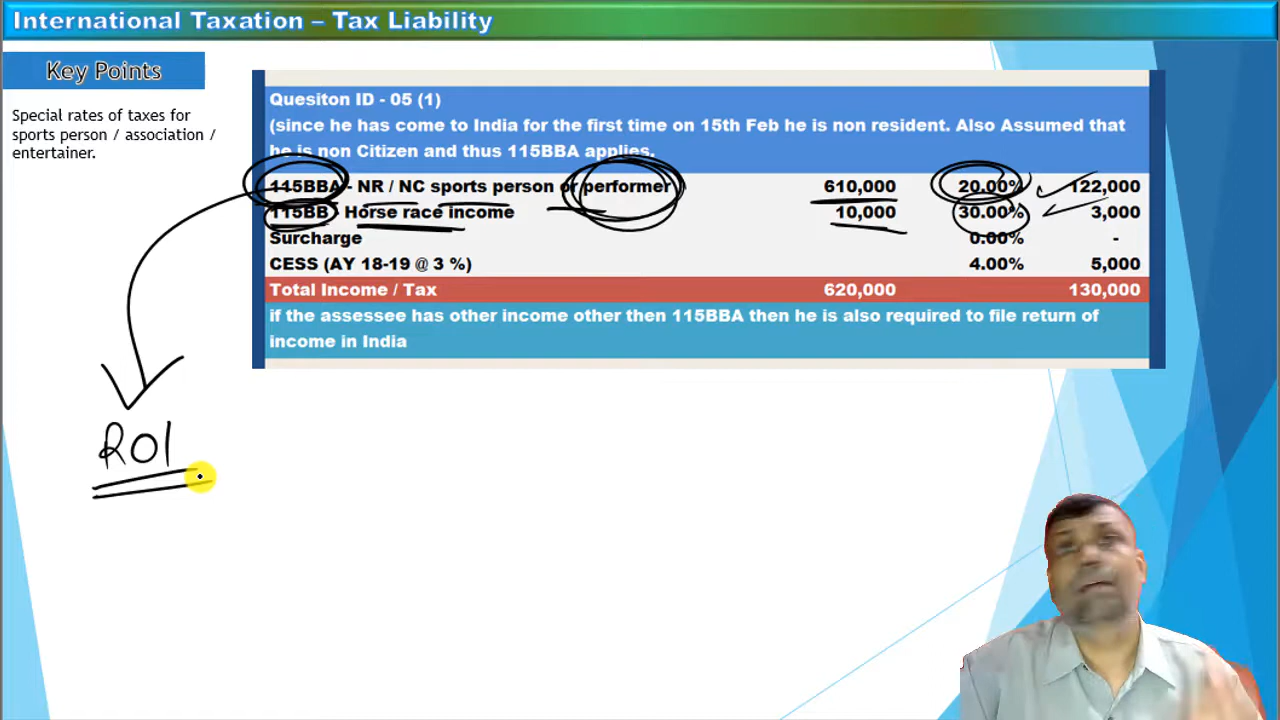 International Taxation – Tax Liability
Key Points
Special rates of taxes for
sports person / association /
entertainer.
Quesiton ID - 05 (1)
(since he has come to India for the first time on 15th Feb he is non resident. Also Assumed that
he is non Citizen and thus 115BBA applies.
115BBA - NR / NC sports person or performer 610,000 20.00% 122,000
115BB - Horse race income 10,000 30.00% 3,000
Surcharge 0.00% -
CESS (AY 18-19 @ 3 %) 4.00% 5,000
Total Income / Tax 620,000 130,000
if the assessee has other income other then 115BBA then he is also required to file return of
income in India
ROI